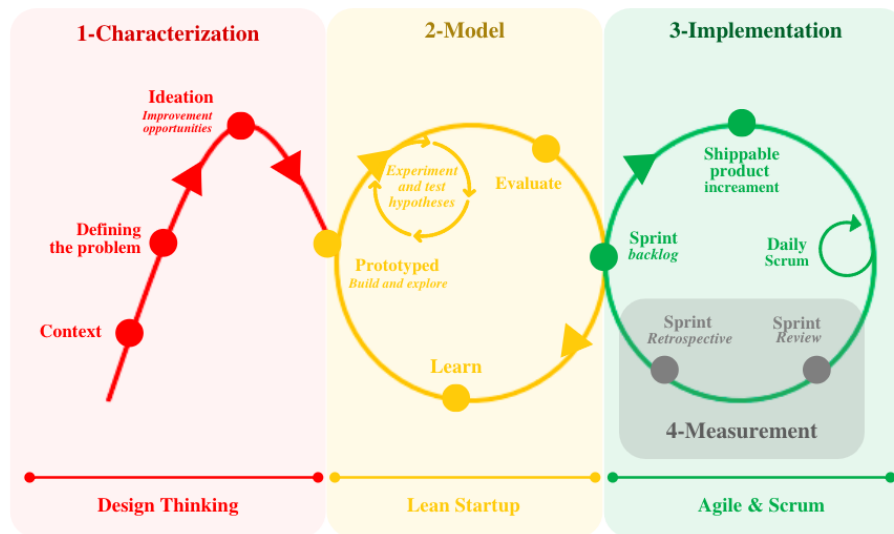 1-Characterization
Ideation
Improvement
opportunities
Defining
the problem
Context
Design Thinking
2-Model
Experiment
and test
hypotheses
Evaluate
Prototyped
Build and explore
Learn
Lean Startup
3-Implementation
Shippable
product
increament
Sprint
backlog
Daily
Scrum
Sprint
Retrospective
Sprint
Review
4-Measurement
Agile & Scrum